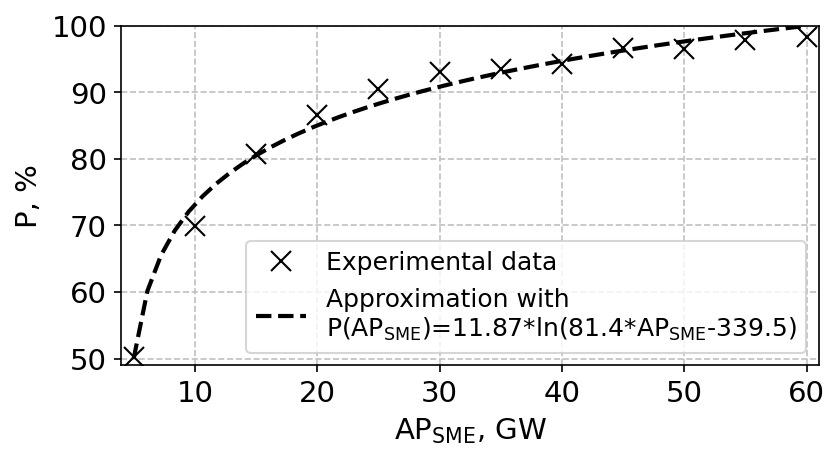 100
90
80
70
60
50
P, %
Experimental data
Approximation with
P(AP_SME)=11.87*ln(81.4*AP_SME-339.5)
10 20 30 40 50 60
AP_SME, GW